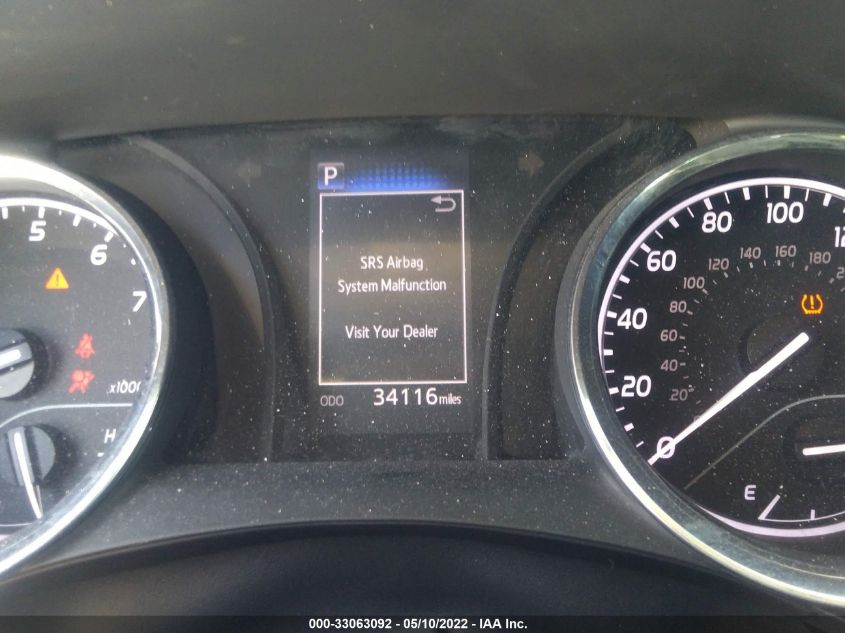 P
SRS Airbag
System Malfunction
Visit Your Dealer
ODO 34116 miles
5
6
7
x100
H
0
20
40
60
80
100
20
40
60
80
100
120
140
160
180
E
000-33063092 - 05/10/2022 - IAA Inc.